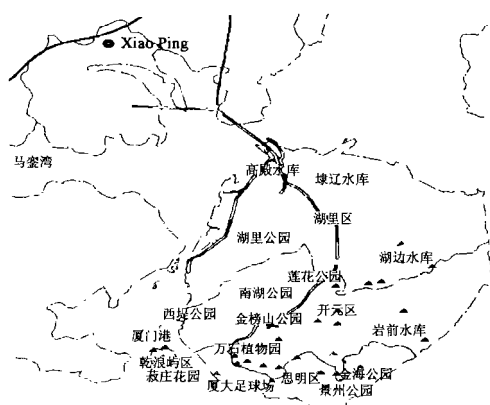 Xiao Ping
马銮湾
高殿水库
埭辽水库
湖里区
湖里公园
湖边水库
莲花公园
南湖公园
西堤公园
开元区
金榜山公园
岩前水库
厦门港
万石植物园
乾浪屿区
菽庄花园
思明区
金海公园
厦大足球场
景州公园